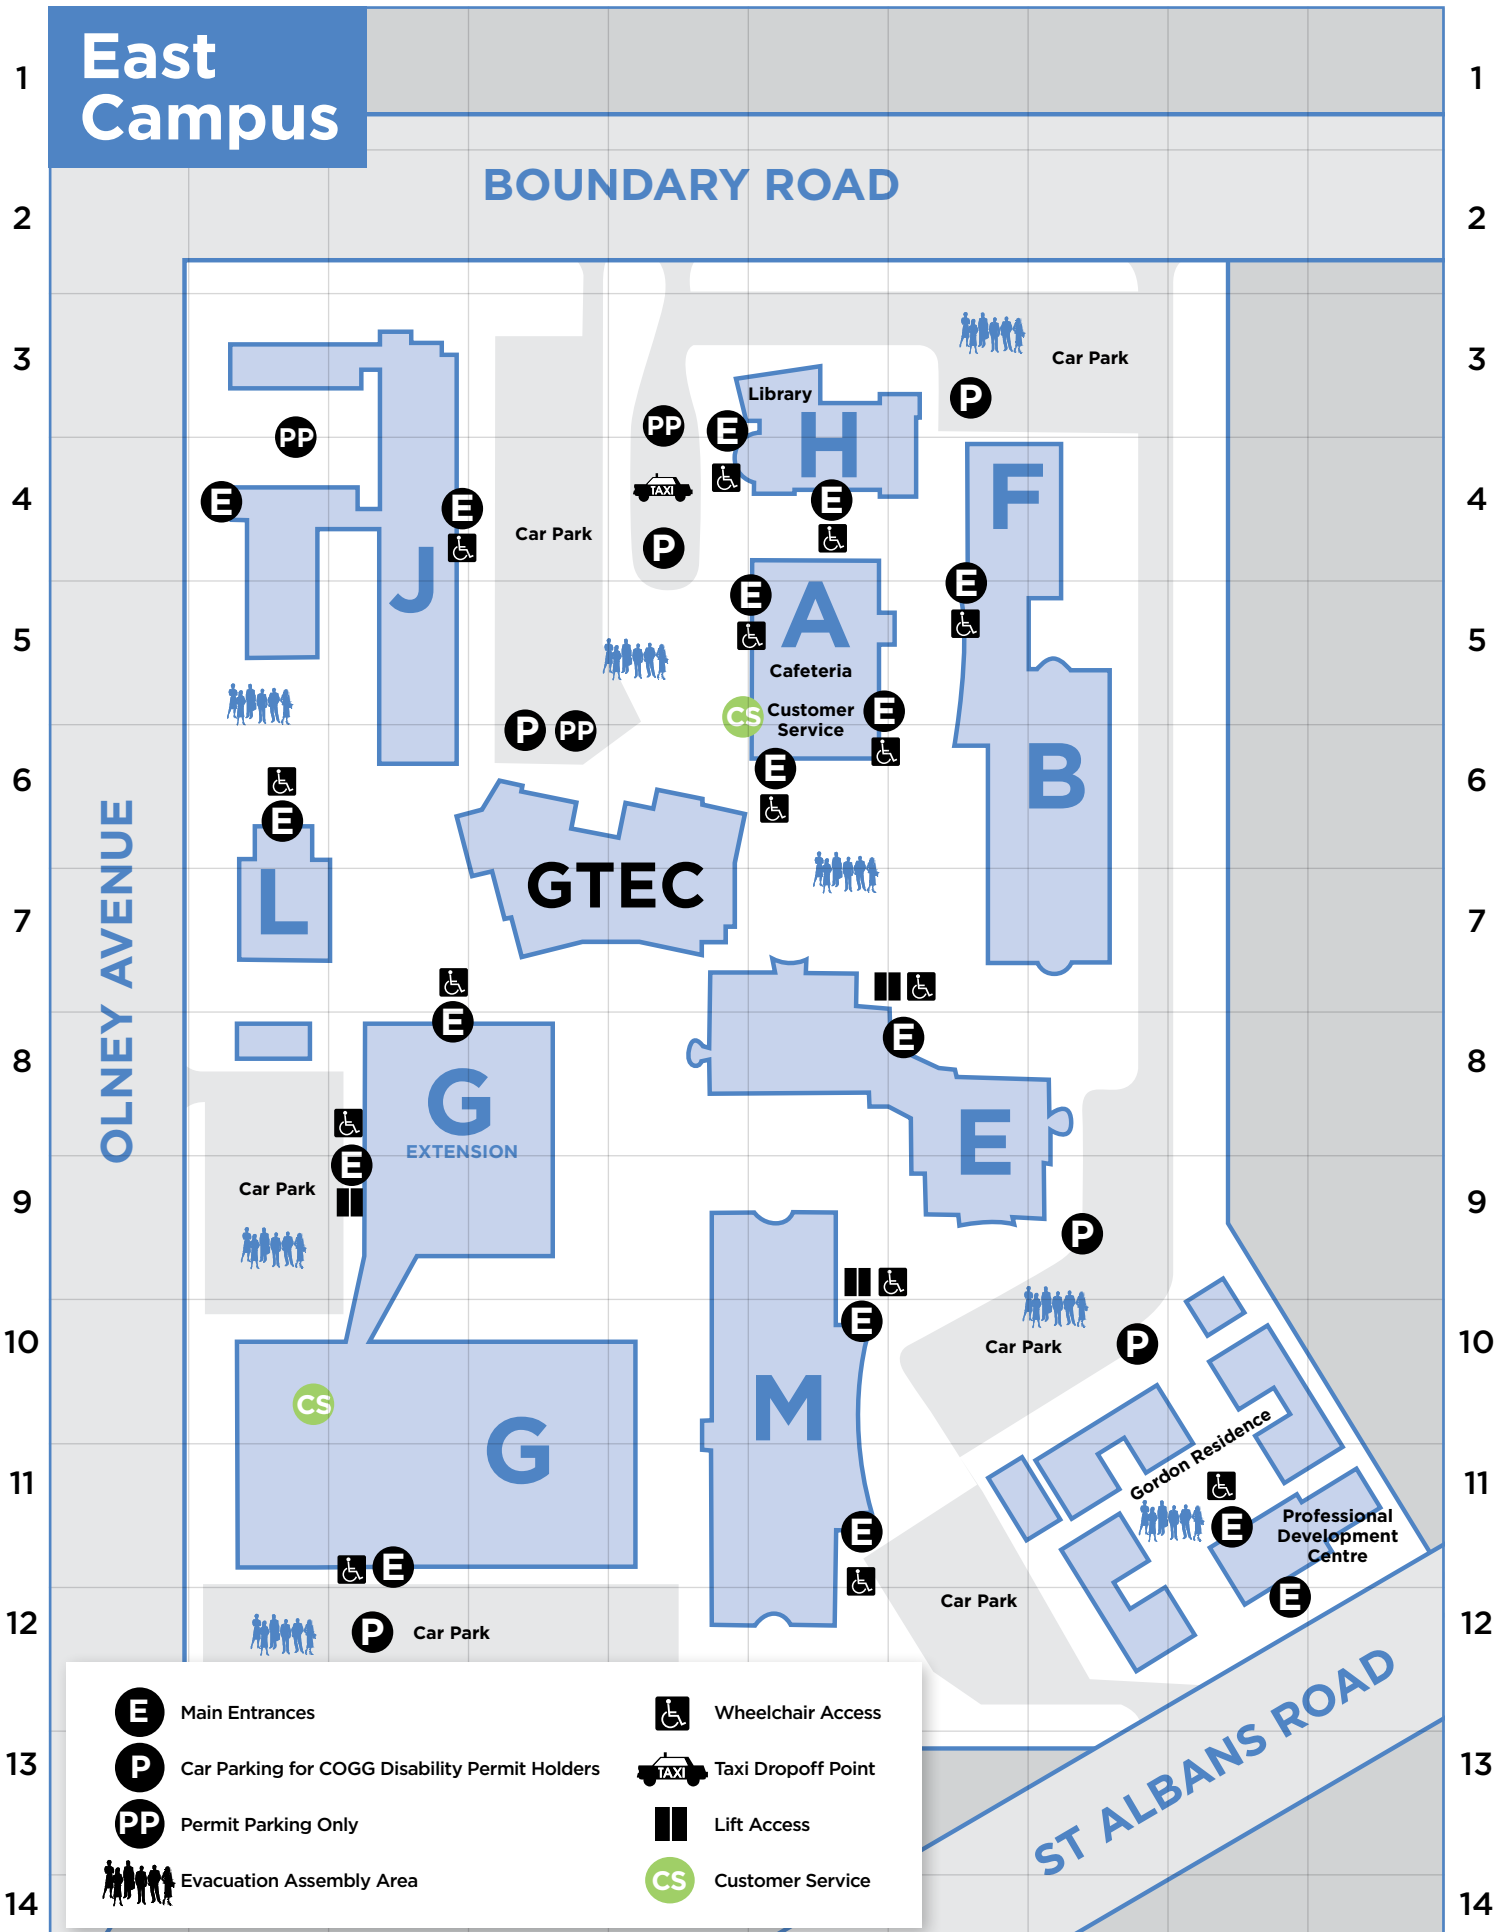 East
Campus
1
1
BOUNDARY ROAD
2
2
3
3
Car Park
Library
P
PP
E
H
PP
F
4
4
E
E
TAXI
E
Car Park
P
J
E
A
E
5
5
Cafeteria
CS
Customer
Service
E
P
PP
E
B
6
6
E
GTEC
L
7
7
OLNEY AVENUE
E
E
8
8
G
EXTENSION
E
E
Car Park
9
9
P
E
10
10
Car Park
P
CS
M
G
Gordon Residence
11
11
E
E
Professional
Development
Centre
E
E
Car Park
12
12
P
Car Park
E
Main Entrances
Wheelchair Access
P
Car Parking for COGG Disability Permit Holders
TAXI
Taxi Dropoff Point
13
13
PP
Permit Parking Only
Lift Access
Evacuation Assembly Area
CS
Customer Service
ST ALBANS ROAD
14
14